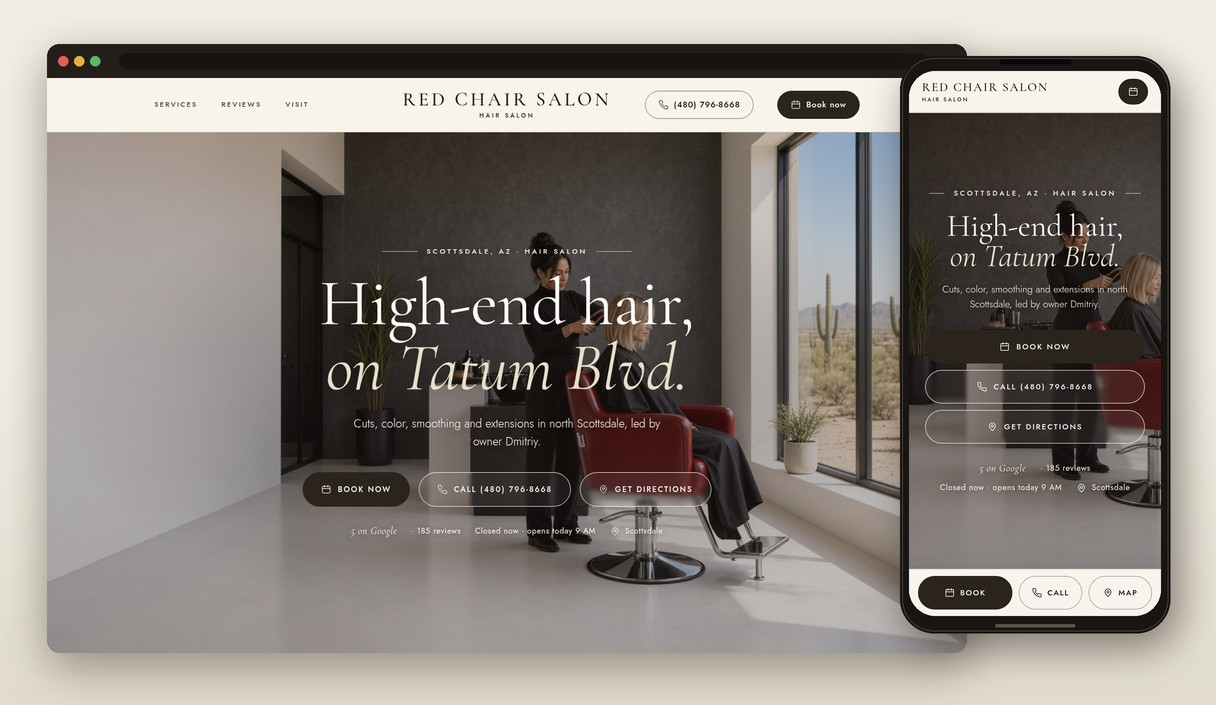 SERVICES REVIEWS VISIT
RED CHAIR SALON
HAIR SALON
(480) 796-8668
Book now
SCOTTSDALE, AZ · HAIR SALON
High-end hair,
on Tatum Blvd.
Cuts, color, smoothing and extensions in north Scottsdale, led by
owner Dmitriy.
BOOK NOW
CALL (480) 796-8668
GET DIRECTIONS
5 on Google · 185 reviews Closed now · opens today 9 AM Scottsdale
RED CHAIR SALON
HAIR SALON
SCOTTSDALE, AZ · HAIR SALON
High-end hair,
on Tatum Blvd.
Cuts, color, smoothing and extensions in north
Scottsdale, led by owner Dmitriy.
BOOK NOW
CALL (480) 796-8668
GET DIRECTIONS
5 on Google · 185 reviews
Closed now · opens today 9 AM Scottsdale
BOOK CALL MAP